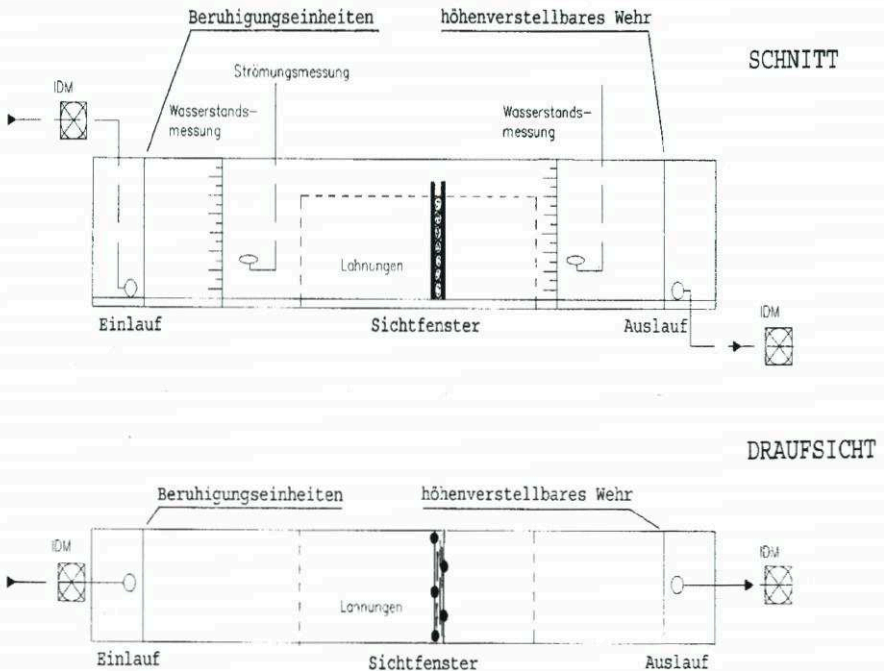 Beruhigungseinheiten
höhenverstellbares Wehr
SCHNITT
Strömungsmessung
IDM
Wasserstands-
messung
Wasserstands-
messung
Lahnungen
IDM
Einlauf
Sichtfenster
Auslauf
DRAUFSICHT
Beruhigungseinheiten
höhenverstellbares Wehr
IDM
IDM
Lahnungen
Einlauf
Sichtfenster
Auslauf